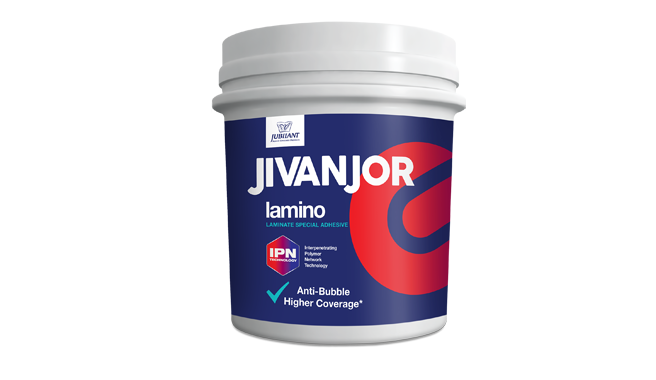 JUBILANT
JIVANJOR
lamino
LAMINATE SPECIAL ADHESIVE
IPN
TECHNOLOGY
Interpenetrating
Polymer
Network
Technology
Anti-Bubble
Higher Coverage*